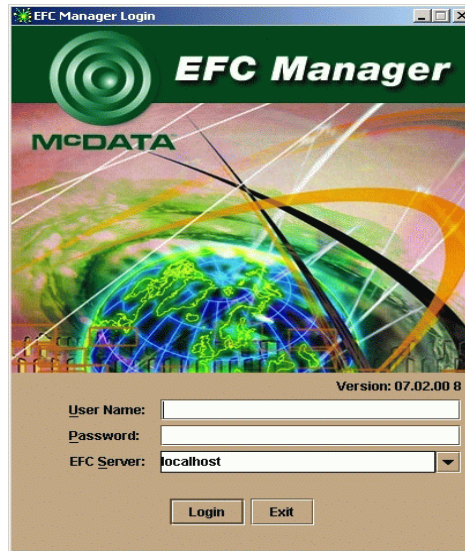 EFC Manager Login
EFC Manager
McDATA
Version: 07.02.00 8
User Name:
Password:
EFC Server: localhost
Login Exit